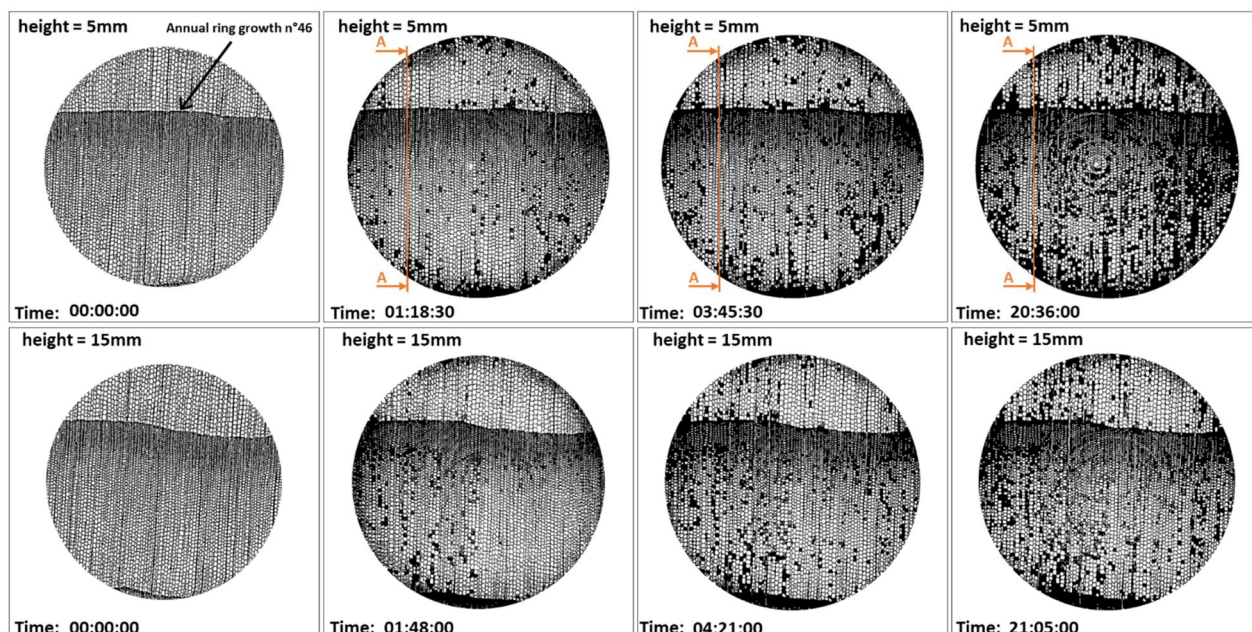 height = 5mm
Annual ring growth n°46
Time: 00:00:00
height = 5mm
A
A
Time: 01:18:30
height = 5mm
A
A
Time: 03:45:30
height = 5mm
A
A
Time: 20:36:00
height = 15mm
Time: 00:00:00
height = 15mm
Time: 01:48:00
height = 15mm
Time: 04:21:00
height = 15mm
Time: 21:05:00